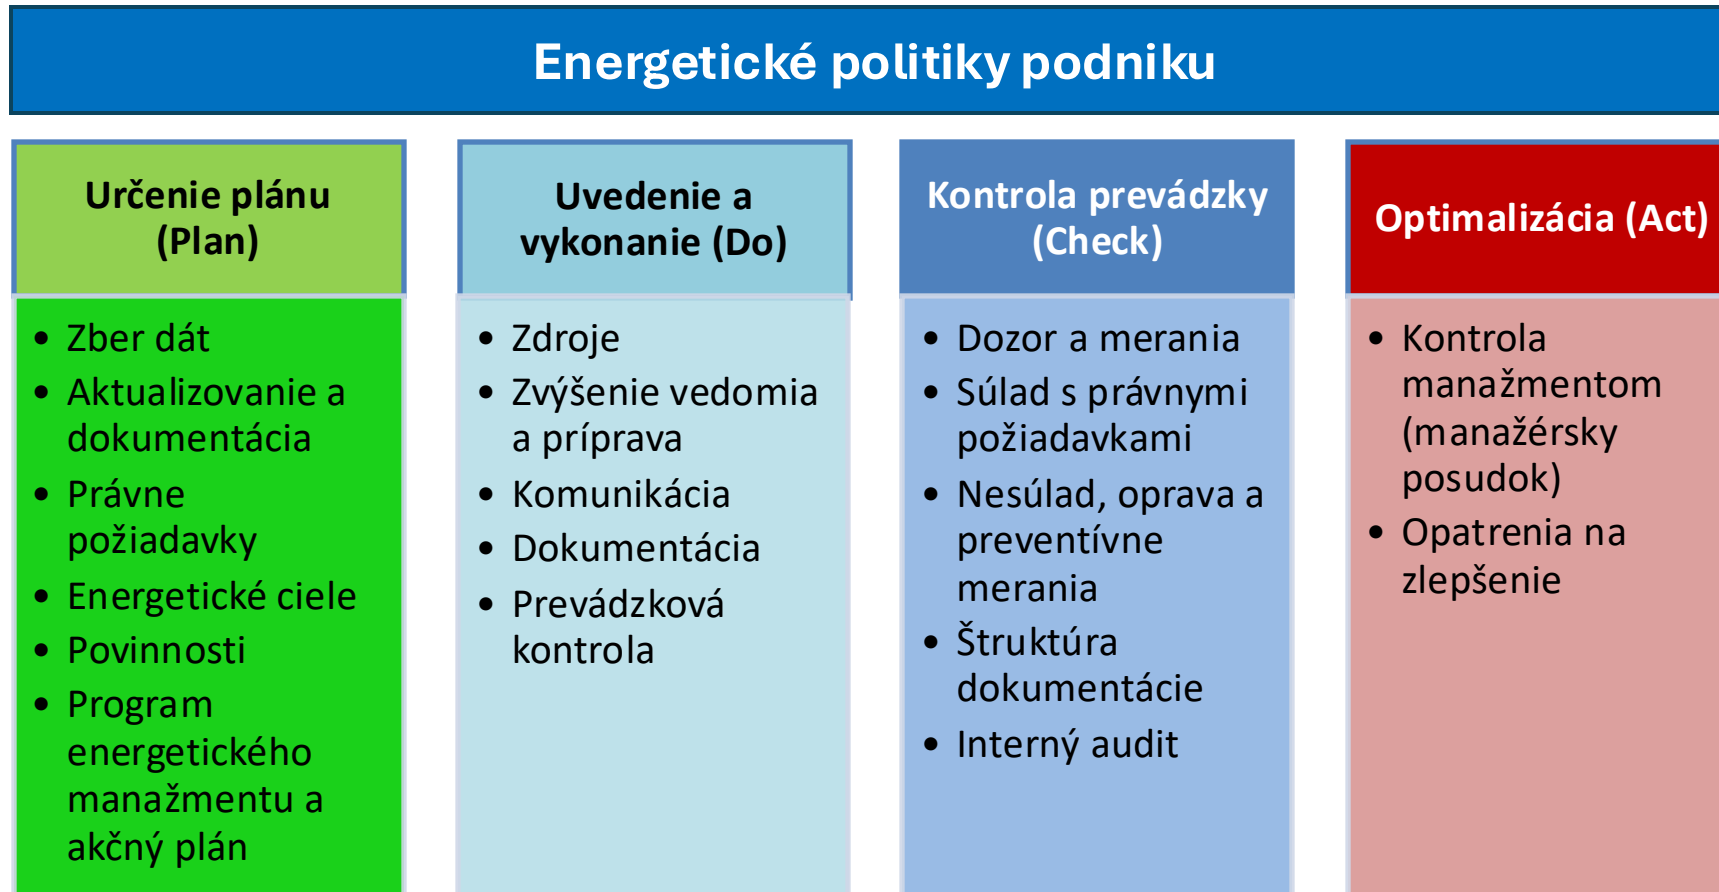 Energetické politiky podniku
Určenie plánu
(Plan)
• Zber dát
• Aktualizovanie a
dokumentácia
• Právne
požiadavky
• Energetické ciele
• Povinnosti
• Program
energetického
manažmentu a
akčný plán
Uvedenie a
vykonanie (Do)
• Zdroje
• Zvýšenie vedomia
a príprava
• Komunikácia
• Dokumentácia
• Prevádzková
kontrola
Kontrola prevádzky
(Check)
• Dozor a merania
• Súlad s právnymi
požiadavkami
• Nesúlad, oprava a
preventívne
merania
• Štruktúra
dokumentácie
• Interný audit
Optimalizácia (Act)
• Kontrola
manažmentom
(manažérsky
posudok)
• Opatrenia na
zlepšenie